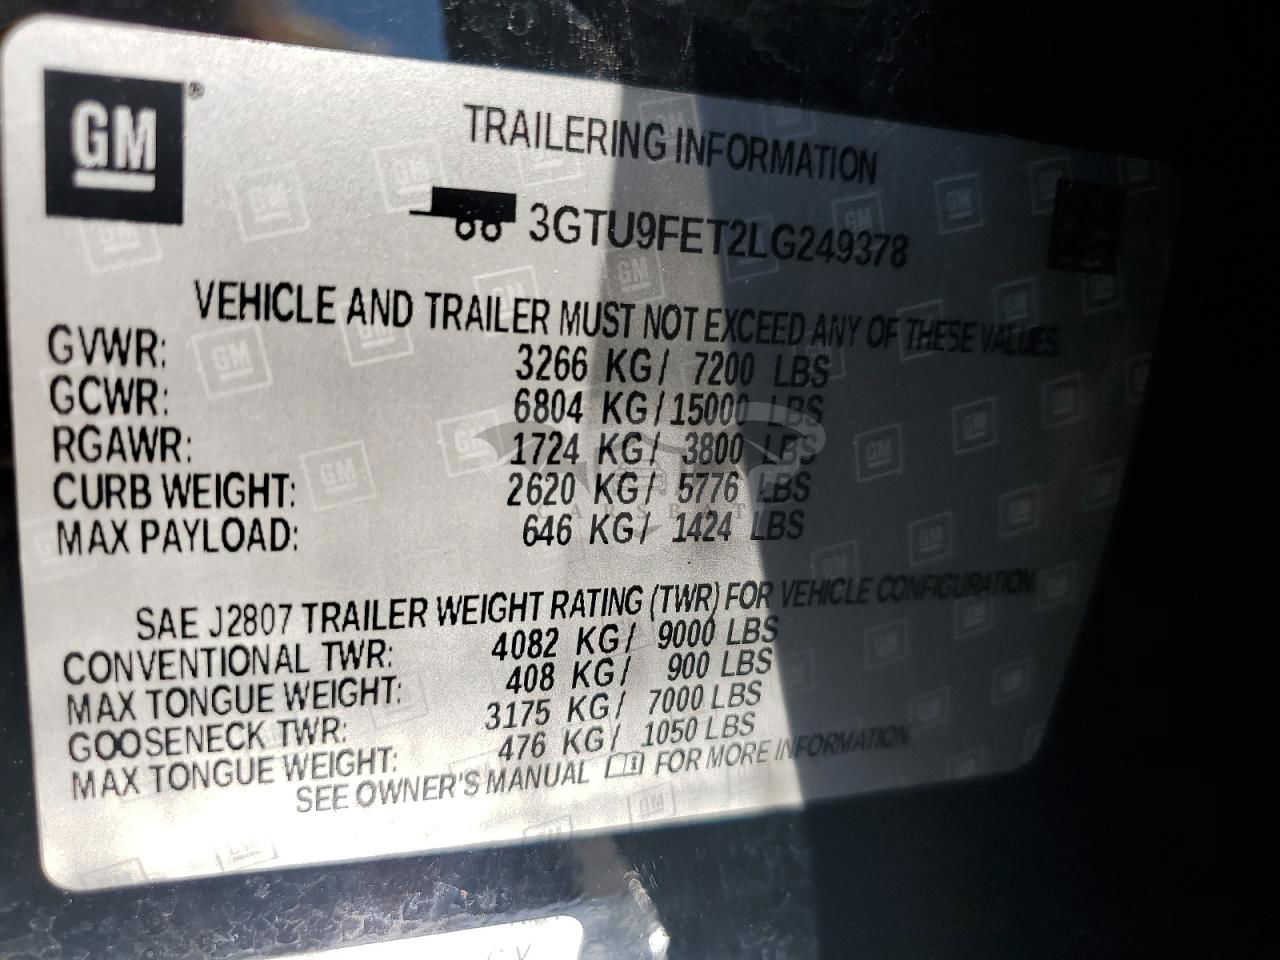 GM ®
TRAILERING INFORMATION
3GTU9FET2LG249378
VEHICLE AND TRAILER MUST NOT EXCEED ANY OF THESE VALUES.
GVWR: 3266 KG/ 7200 LBS
GCWR: 6804 KG/15000 LBS
RGAWR: 1724 KG/ 3800 LBS
CURB WEIGHT: 2620 KG/ 5776 LBS
MAX PAYLOAD: 646 KG/ 1424 LBS
SAE J2807 TRAILER WEIGHT RATING (TWR) FOR VEHICLE CONFIGURATION.
CONVENTIONAL TWR: 4082 KG/ 9000 LBS
MAX TONGUE WEIGHT: 408 KG/ 900 LBS
GOOSENECK TWR: 3175 KG/ 7000 LBS
MAX TONGUE WEIGHT: 476 KG/ 1050 LBS
SEE OWNER'S MANUAL FOR MORE INFORMATION